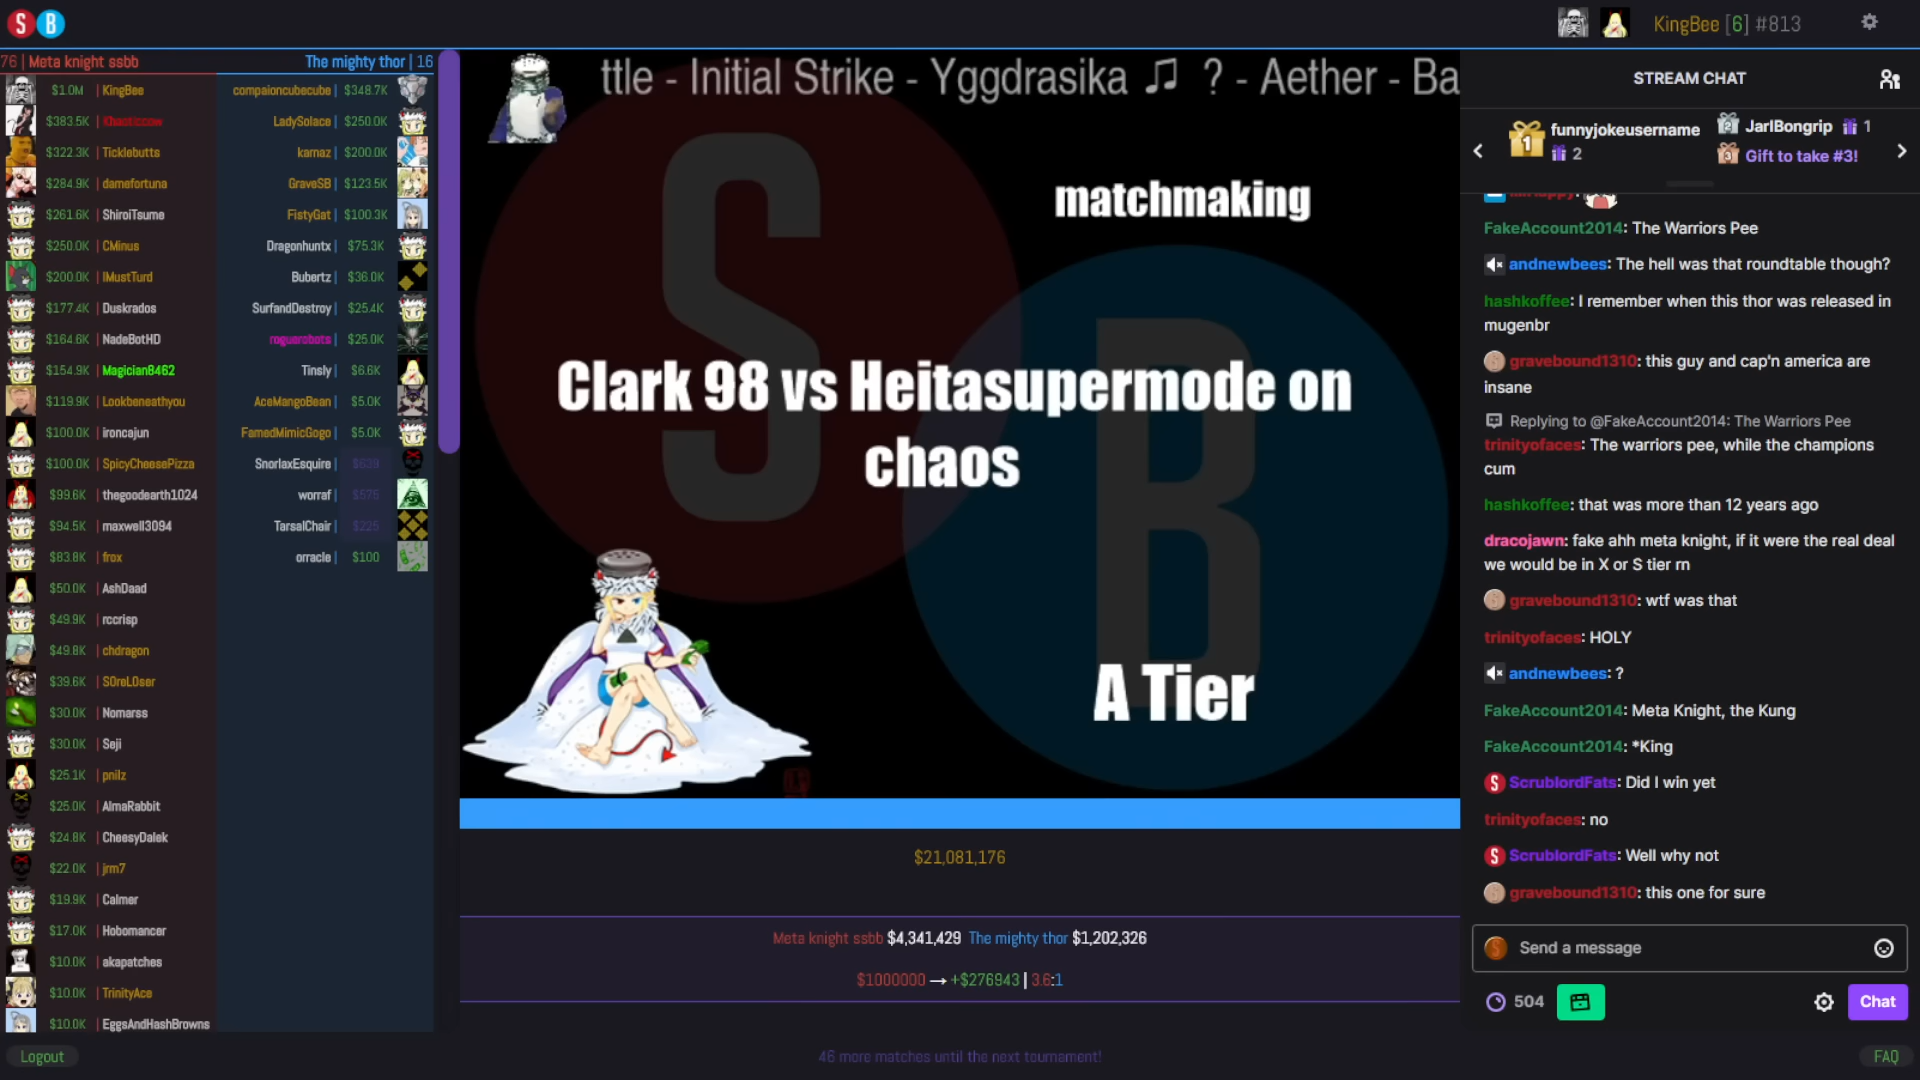 S B
KingBee [6] #813
76 | Meta knight ssbb
The mighty thor | 16
$1.0M | KingBee
$383.5K | Khaoticcow
$322.3K | Ticklebutts
$284.9K | damefortuna
$261.6K | ShiroiTsume
$250.0K | CMinus
$200.0K | IMustTurd
$177.4K | Duskrados
$164.6K | NadeBotHD
$154.9K | Magician8462
$119.9K | Lookbeneathyou
$100.0K | ironcajun
$100.0K | SpicyCheesePizza
$99.6K | thegoodearth1024
$94.5K | maxwell3094
$83.8K | frox
$50.0K | AshDaad
$49.9K | rccrisp
$49.8K | chdragon
$39.6K | S0reL0ser
$30.0K | Nomarss
$30.0K | Seji
$25.1K | pnilz
$25.0K | AlmaRabbit
$24.8K | CheesyDalek
$22.0K | jrm7
$19.9K | Calmer
$17.0K | Hobomancer
$10.0K | akapatches
$10.0K | TrinityAce
$10.0K | EggsAndHashBrowns
compaioncubecube | $348.7K
LadySolace | $250.0K
kamaz | $200.0K
GraveSB | $123.5K
FistyGat | $100.3K
Dragonhuntx | $75.3K
Bubertz | $36.0K
SurfandDestroy | $25.4K
roguerobots | $25.0K
Tinsly | $6.6K
AceMangoBean | $5.0K
FamedMimicGogo | $5.0K
SnorlaxEsquire | $639
worraf | $575
TarsalChair | $225
orracle | $100
ttle - Initial Strike - Yggdrasika ♫ ? - Aether - Ba
matchmaking
S
B
Clark 98 vs Heitasupermode on
chaos
A Tier
$21,081,176
Meta knight ssbb $4,341,429 The mighty thor $1,202,326
$1000000 → +$276943 | 3.6:1
46 more matches until the next tournament!
Logout
FAQ
STREAM CHAT
1 funnyjokeusername
2
2 JarlBongrip 1
3 Gift to take #3!
FakeAccount2014: The Warriors Pee
andnewbees: The hell was that roundtable though?
hashkoffee: I remember when this thor was released in
mugenbr
gravebound1310: this guy and cap'n america are
insane
Replying to @FakeAccount2014: The Warriors Pee
trinityofaces: The warriors pee, while the champions
cum
hashkoffee: that was more than 12 years ago
dracojawn: fake ahh meta knight, if it were the real deal
we would be in X or S tier rn
gravebound1310: wtf was that
trinityofaces: HOLY
andnewbees: ?
FakeAccount2014: Meta Knight, the Kung
FakeAccount2014: *King
ScrublordFats: Did I win yet
trinityofaces: no
ScrublordFats: Well why not
gravebound1310: this one for sure
Send a message
504
Chat